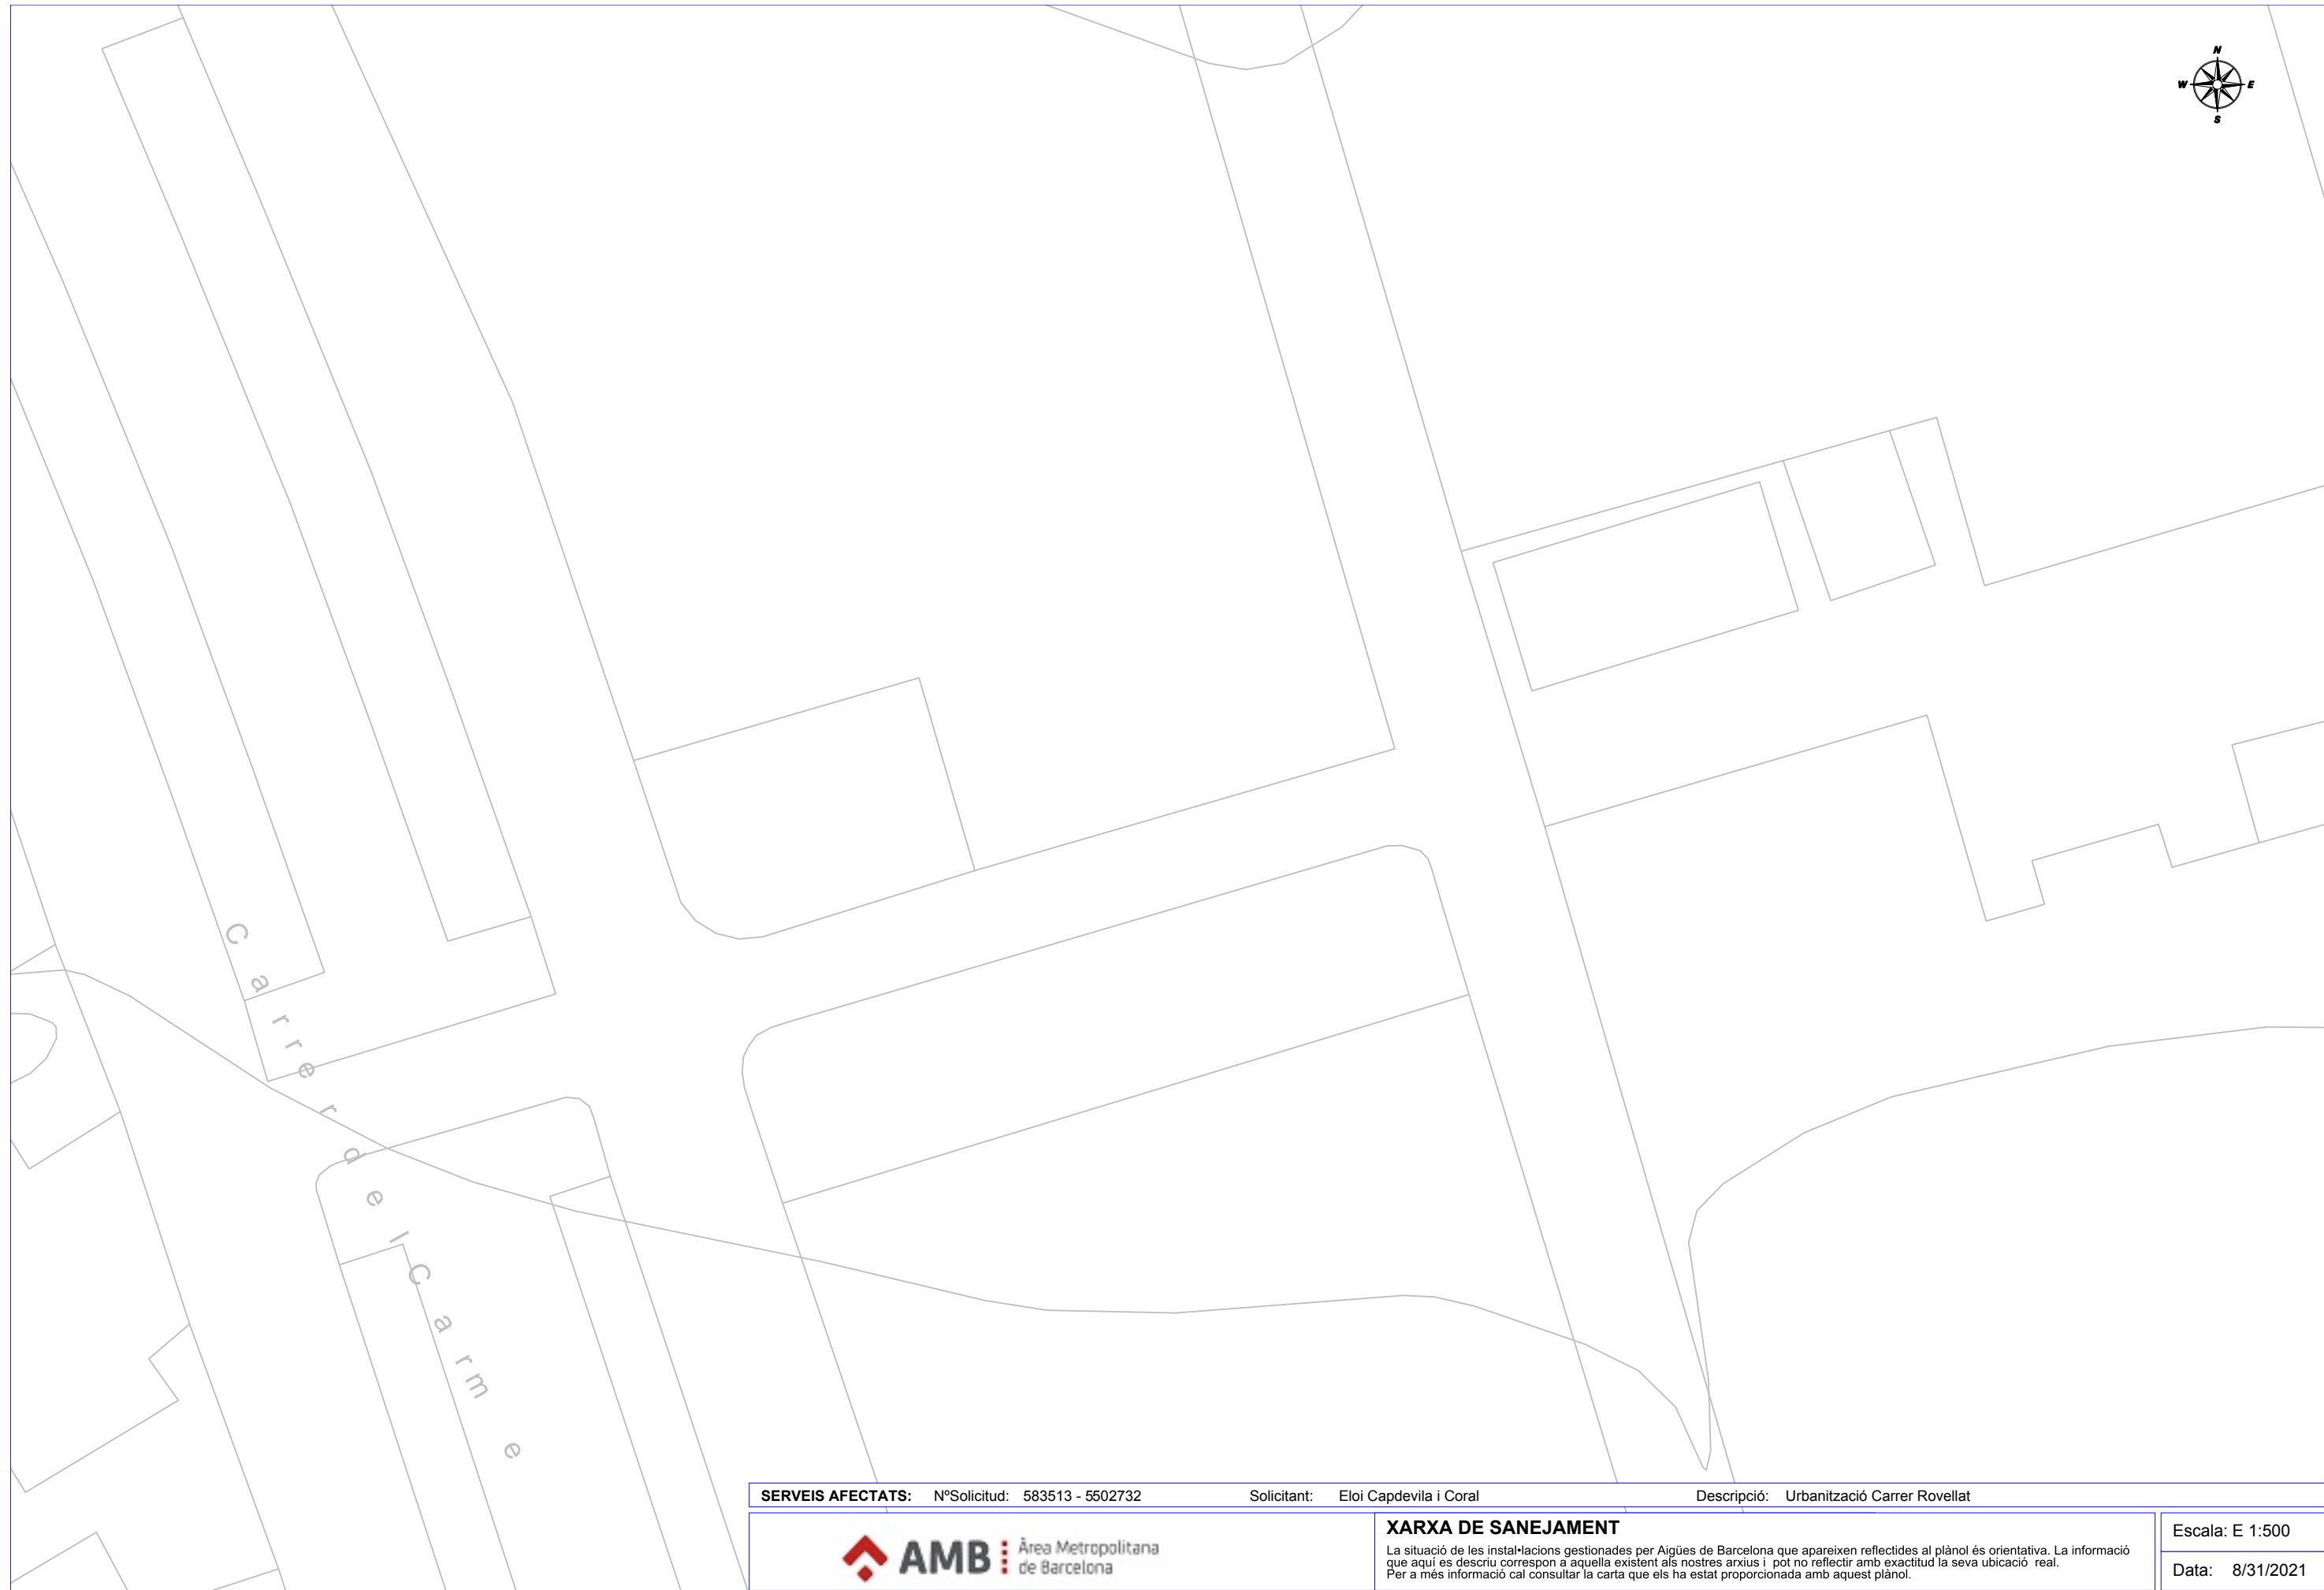 N
W E
S
Carrer del Carme
SERVEIS AFECTATS: NºSolicitud: 583513 - 5502732 Solicitant: Eloi Capdevila i Coral Descripció: Urbanització Carrer Rovellat
AMB Àrea Metropolitana
de Barcelona
XARXA DE SANEJAMENT
La situació de les instal•lacions gestionades per Aigües de Barcelona que apareixen reflectides al plànol és orientativa. La informació
que aquí es descriu correspon a aquella existent als nostres arxius i pot no reflectir amb exactitud la seva ubicació real.
Per a més informació cal consultar la carta que els ha estat proporcionada amb aquest plànol.
Escala: E 1:500
Data: 8/31/2021